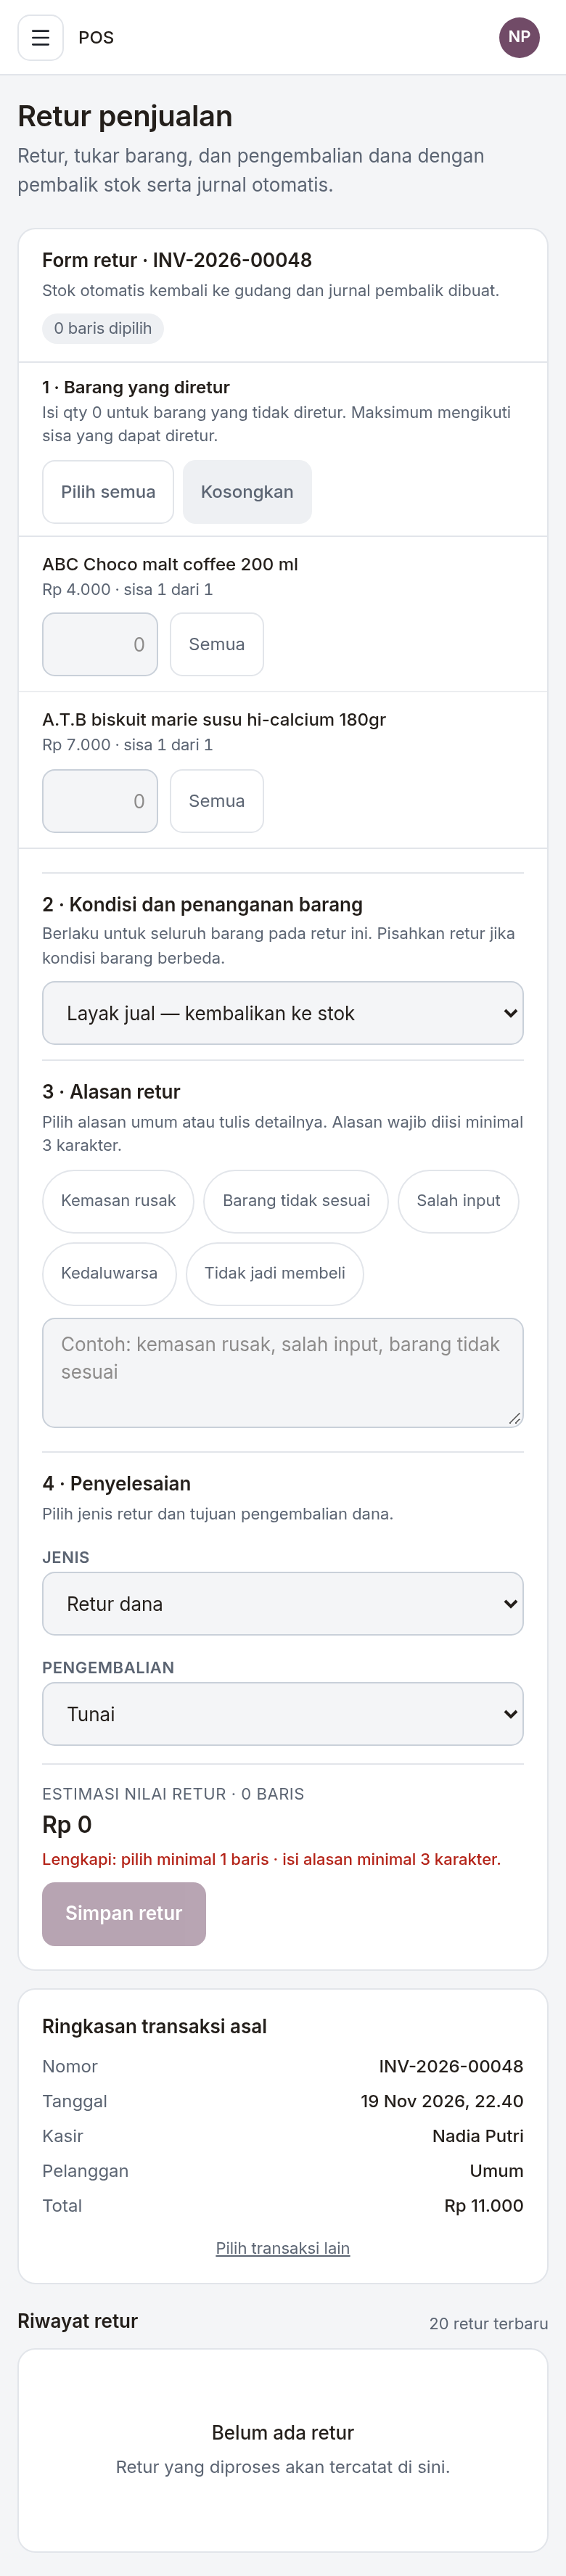 POS
NP
Retur penjualan
Retur, tukar barang, dan pengembalian dana dengan
pembalik stok serta jurnal otomatis.
Form retur · INV-2026-00048
Stok otomatis kembali ke gudang dan jurnal pembalik dibuat.
0 baris dipilih
1 · Barang yang diretur
Isi qty 0 untuk barang yang tidak diretur. Maksimum mengikuti
sisa yang dapat diretur.
Pilih semua
Kosongkan
ABC Choco malt coffee 200 ml
Rp 4.000 · sisa 1 dari 1
0
Semua
A.T.B biskuit marie susu hi-calcium 180gr
Rp 7.000 · sisa 1 dari 1
0
Semua
2 · Kondisi dan penanganan barang
Berlaku untuk seluruh barang pada retur ini. Pisahkan retur jika
kondisi barang berbeda.
Layak jual — kembalikan ke stok
3 · Alasan retur
Pilih alasan umum atau tulis detailnya. Alasan wajib diisi minimal
3 karakter.
Kemasan rusak
Barang tidak sesuai
Salah input
Kedaluwarsa
Tidak jadi membeli
Contoh: kemasan rusak, salah input, barang tidak
sesuai
4 · Penyelesaian
Pilih jenis retur dan tujuan pengembalian dana.
JENIS
Retur dana
PENGEMBALIAN
Tunai
ESTIMASI NILAI RETUR · 0 BARIS
Rp 0
Lengkapi: pilih minimal 1 baris · isi alasan minimal 3 karakter.
Simpan retur
Ringkasan transaksi asal
Nomor INV-2026-00048
Tanggal 19 Nov 2026, 22.40
Kasir Nadia Putri
Pelanggan Umum
Total Rp 11.000
Pilih transaksi lain
Riwayat retur 20 retur terbaru
Belum ada retur
Retur yang diproses akan tercatat di sini.